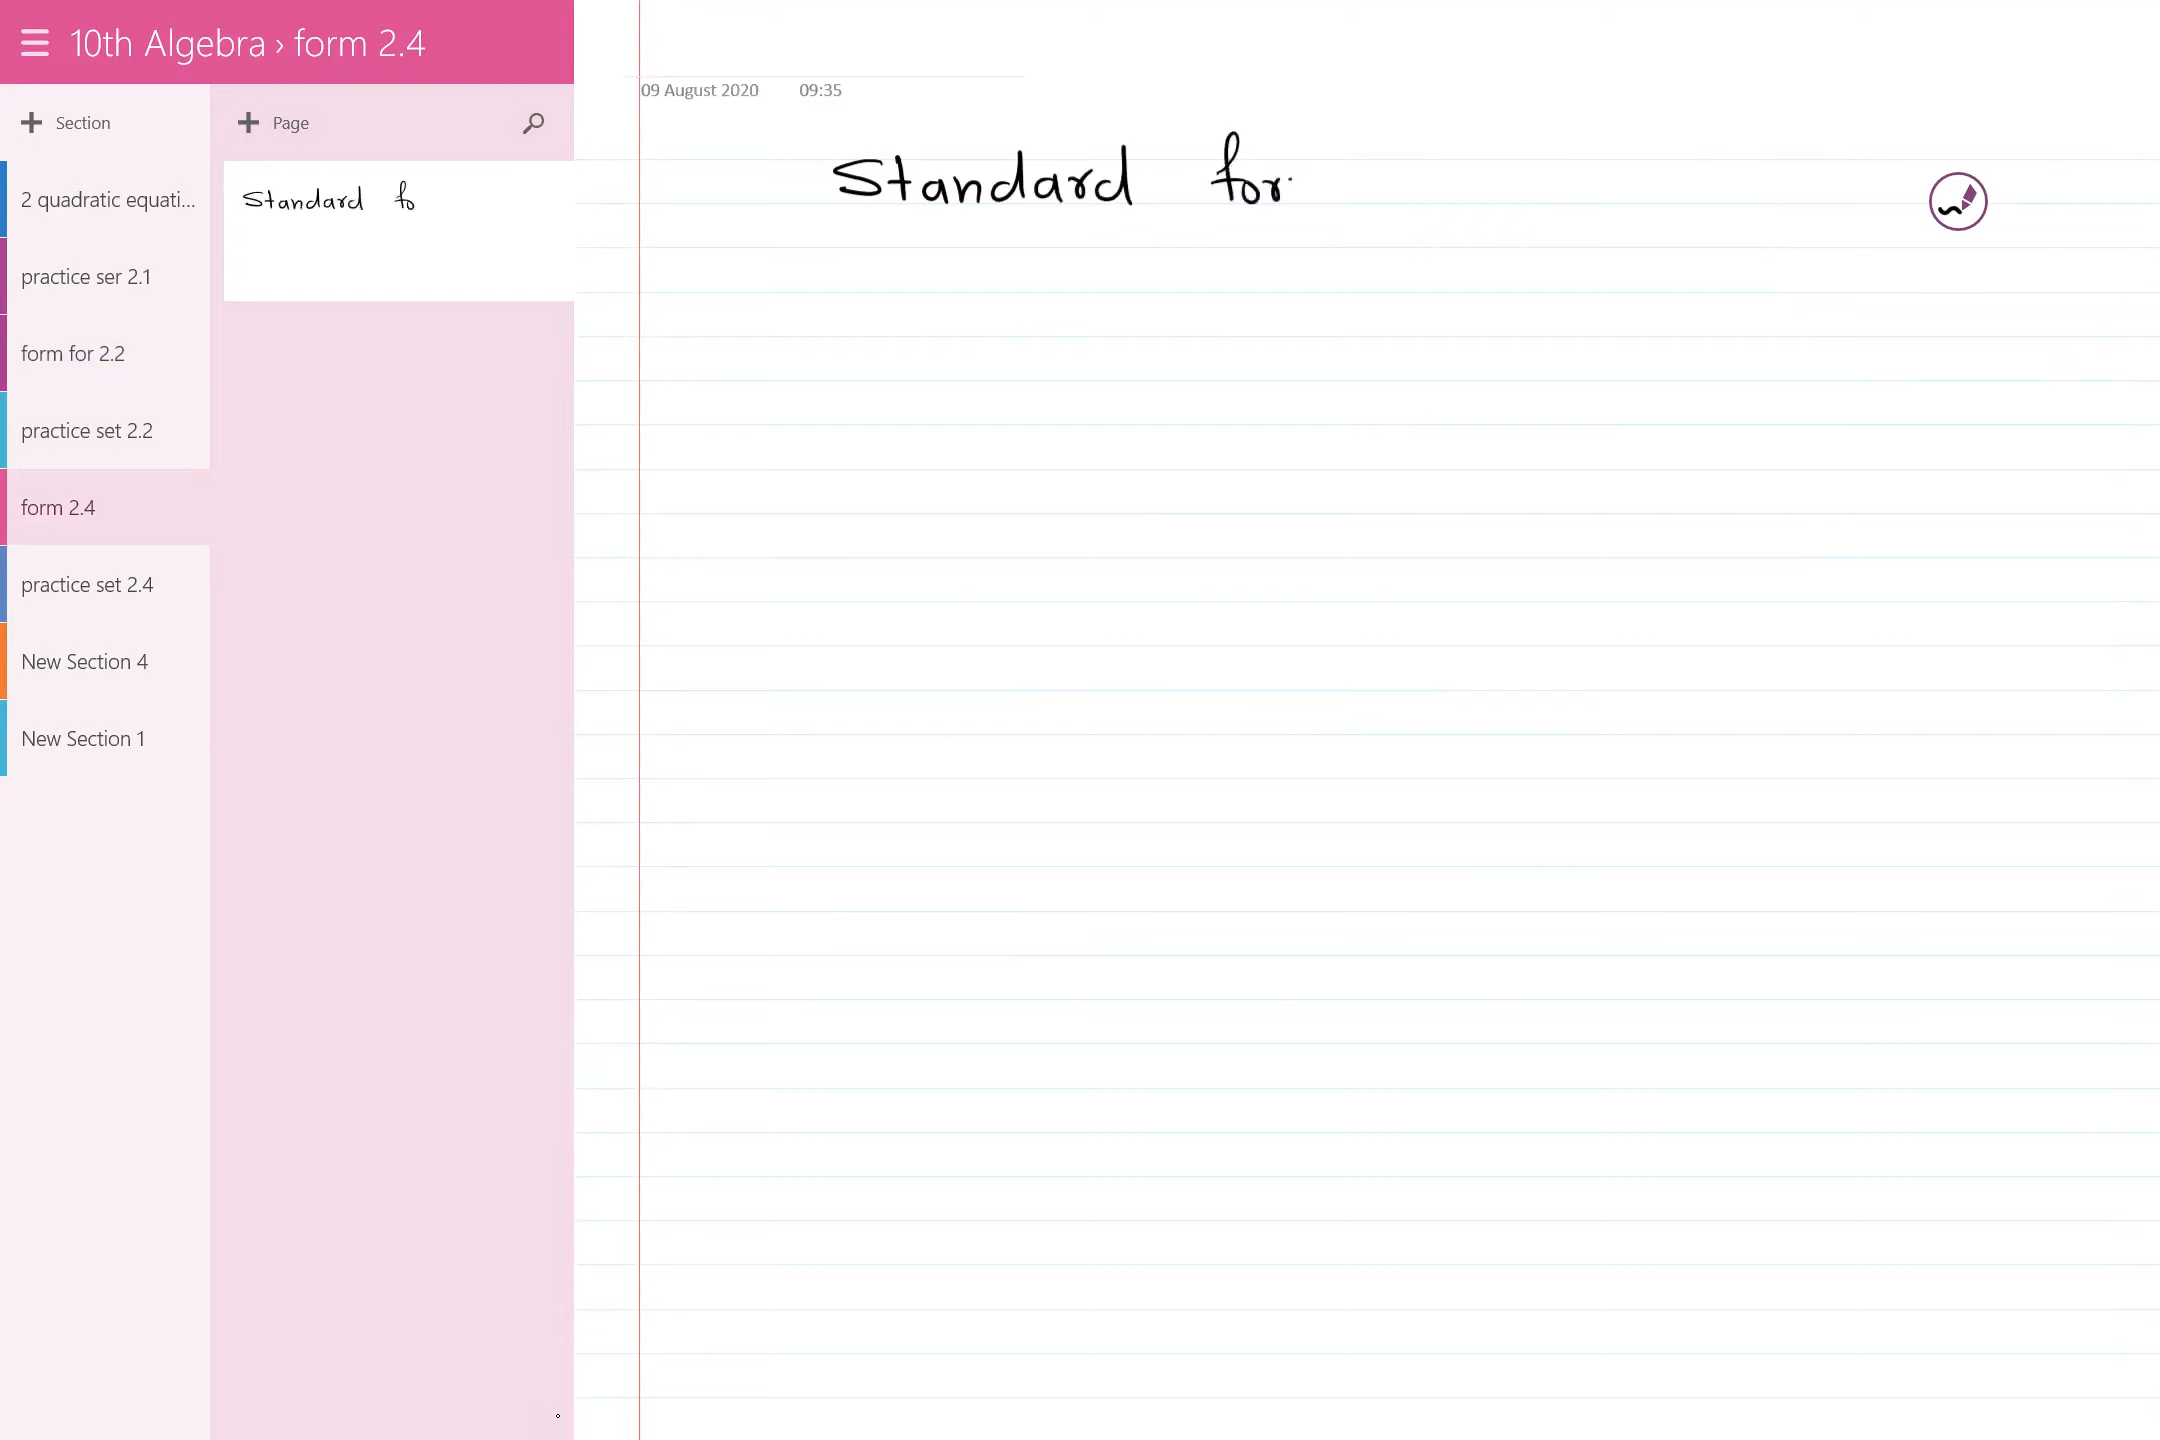 10th Algebra › form 2.4
Section
2 quadratic equati...
practice ser 2.1
form for 2.2
practice set 2.2
form 2.4
practice set 2.4
New Section 4
New Section 1
Page
Standard fo
09 August 2020 09:35
Standard for